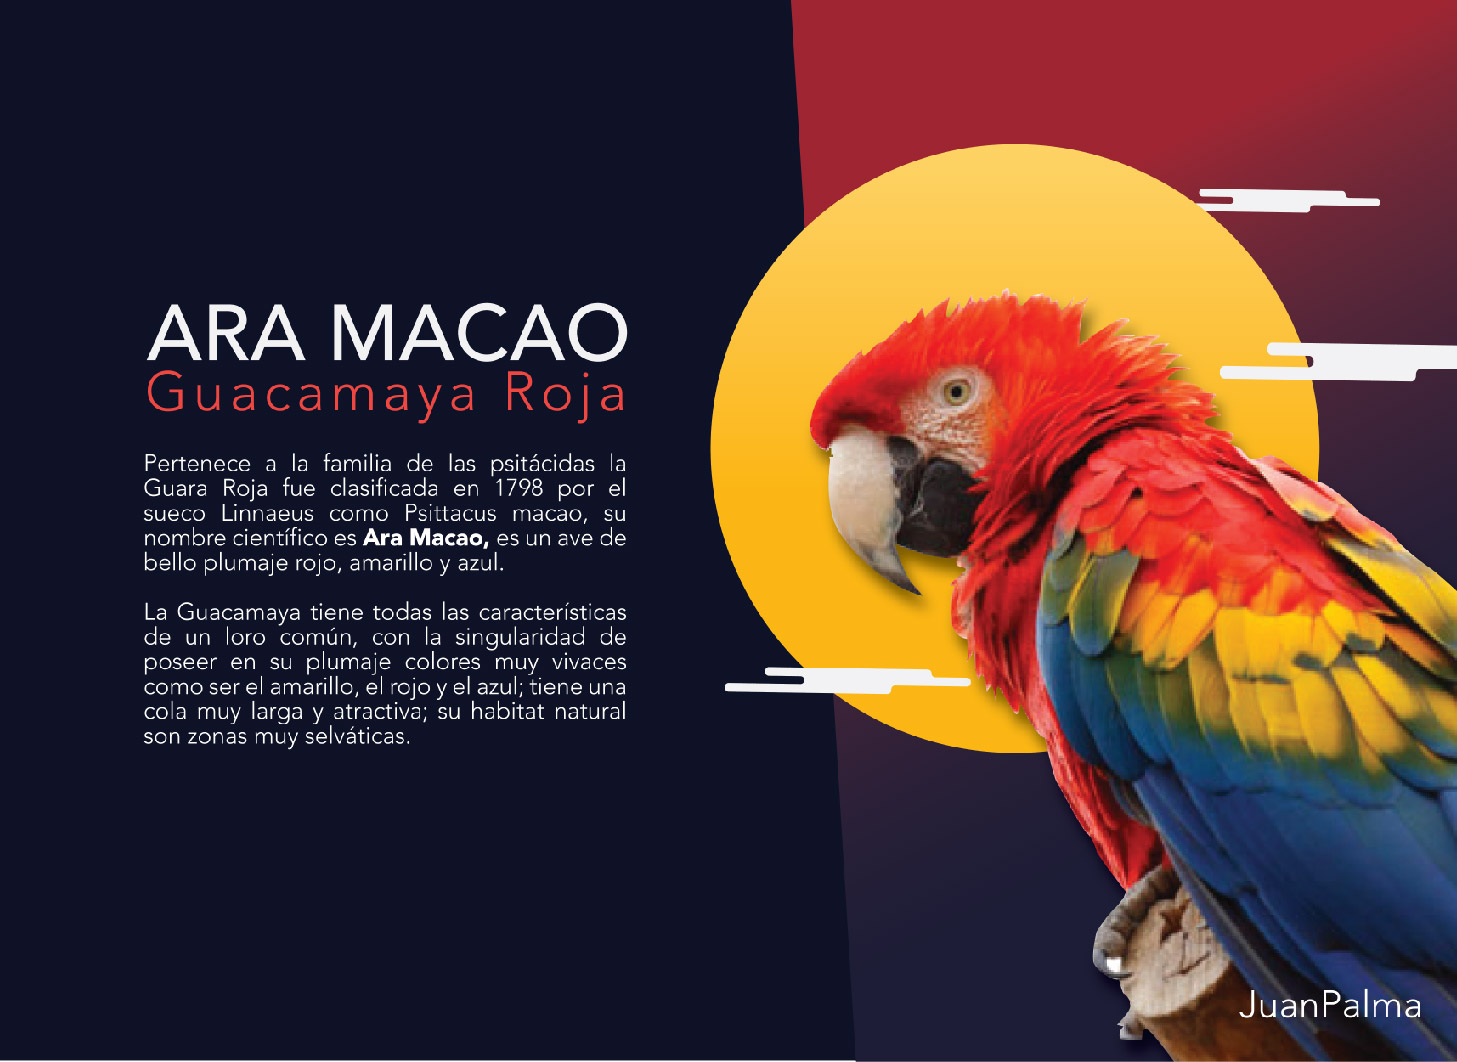 ARA MACAO
Guacamaya Roja
Pertenece a la familia de las psitácidas la
Guara Roja fue clasificada en 1798 por el
sueco Linnaeus como Psittacus macao, su
nombre científico es Ara Macao, es un ave de
bello plumaje rojo, amarillo y azul.
La Guacamaya tiene todas las características
de un loro común, con la singularidad de
poseer en su plumaje colores muy vivaces
como ser el amarillo, el rojo y el azul; tiene una
cola muy larga y atractiva; su habitat natural
son zonas muy selváticas.
JuanPalma